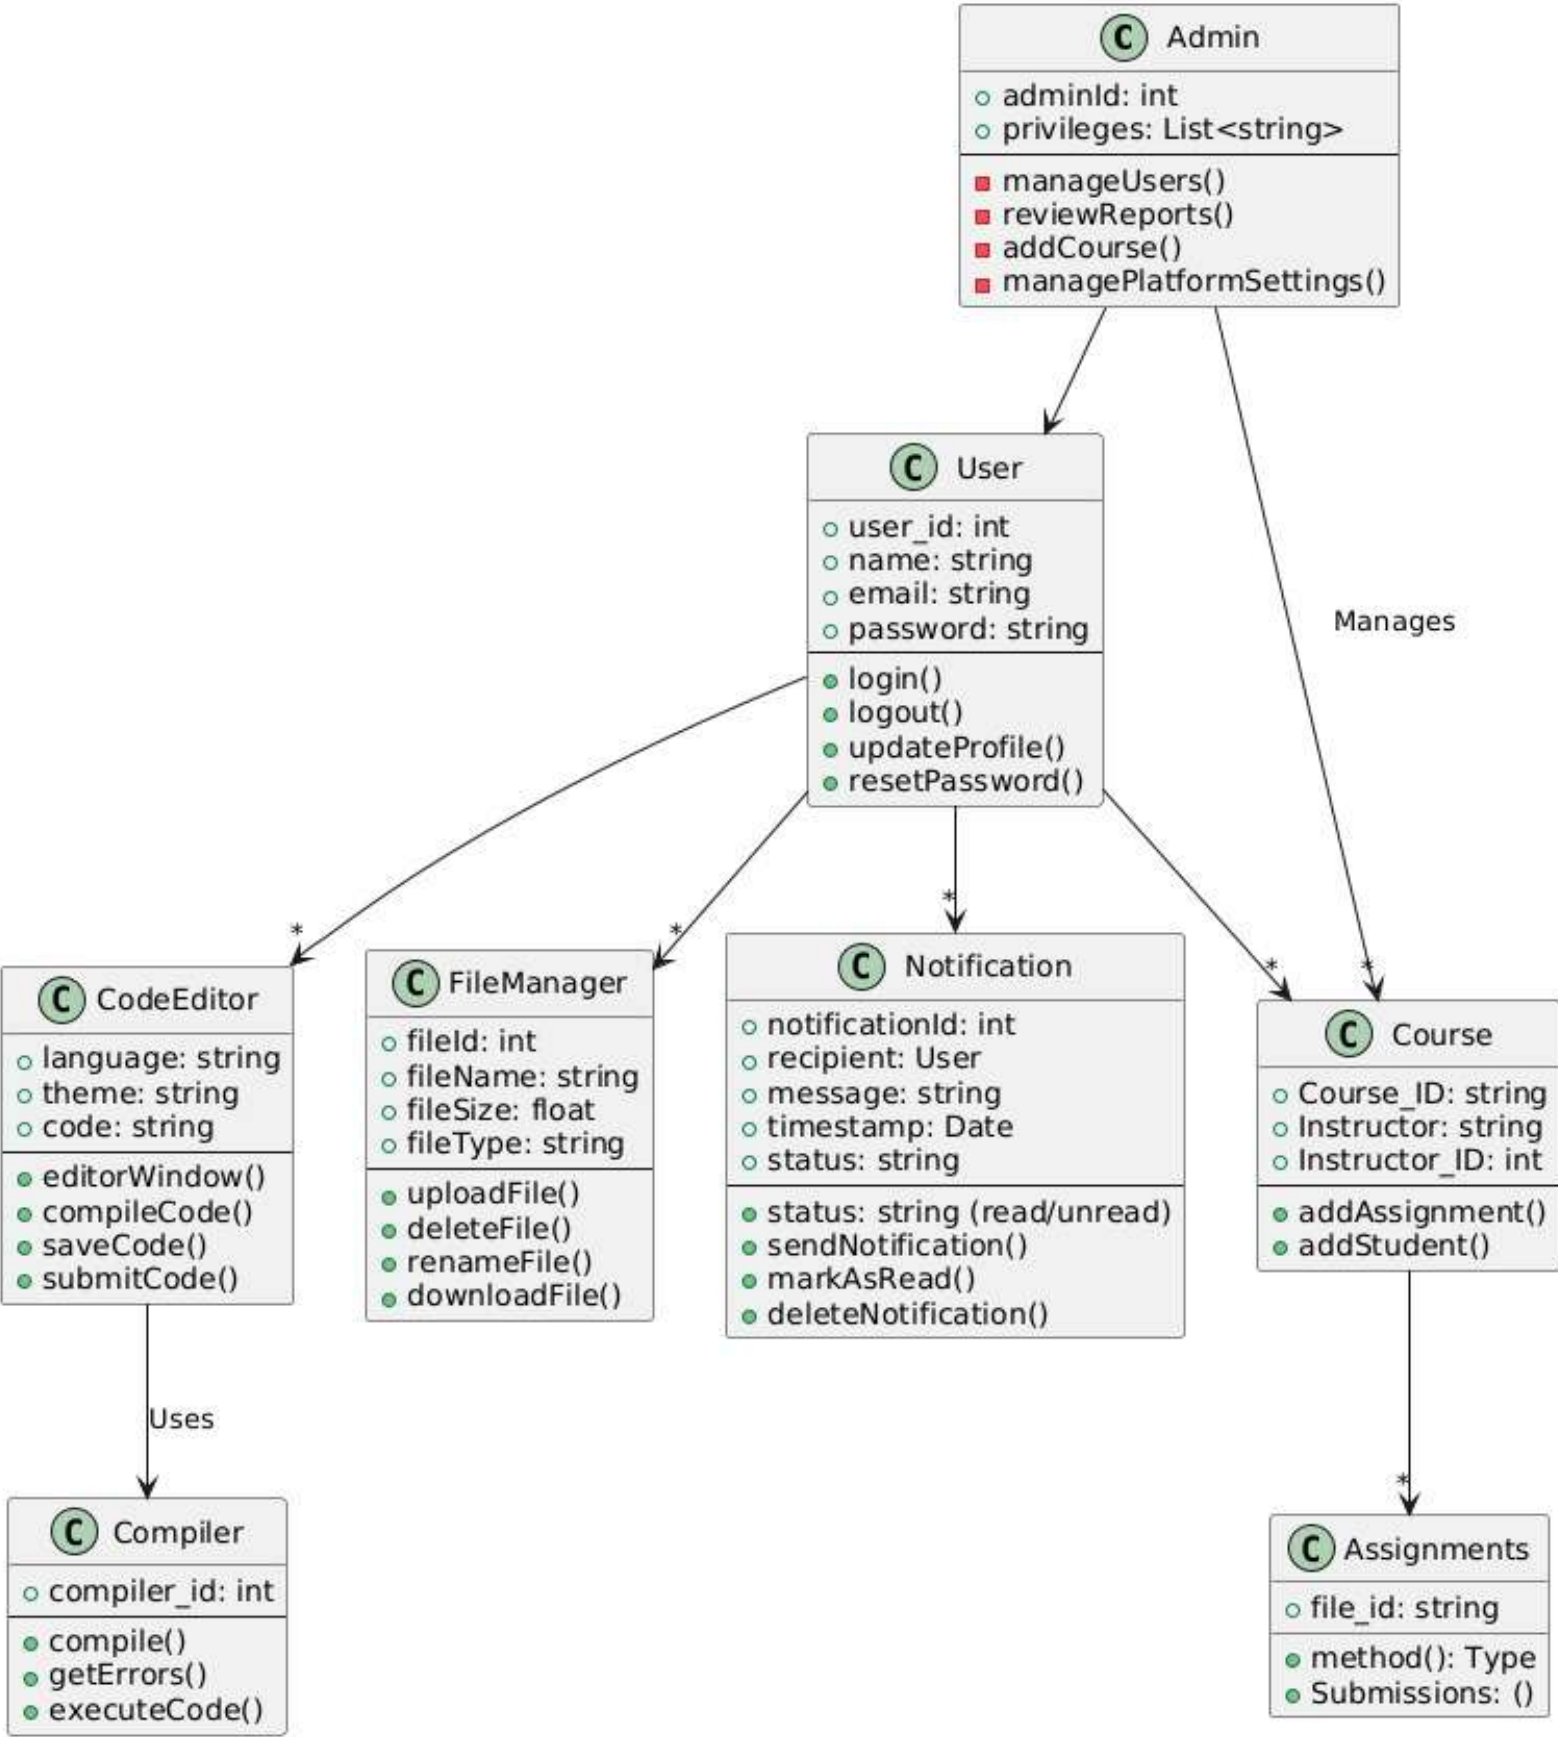 C Admin
adminId: int
privileges: List<string>
manageUsers()
reviewReports()
addCourse()
managePlatformSettings()
C User
user_id: int
name: string
email: string
password: string
login()
logout()
updateProfile()
resetPassword()
Manages
*
*
*
*
*
C CodeEditor
language: string
theme: string
code: string
editorWindow()
compileCode()
saveCode()
submitCode()
C FileManager
fileId: int
fileName: string
fileSize: float
fileType: string
uploadFile()
deleteFile()
renameFile()
downloadFile()
C Notification
notificationId: int
recipient: User
message: string
timestamp: Date
status: string
status: string (read/unread)
sendNotification()
markAsRead()
deleteNotification()
C Course
Course_ID: string
Instructor: string
Instructor_ID: int
addAssignment()
addStudent()
Uses
*
C Compiler
compiler_id: int
compile()
getErrors()
executeCode()
C Assignments
file_id: string
method(): Type
Submissions: ()